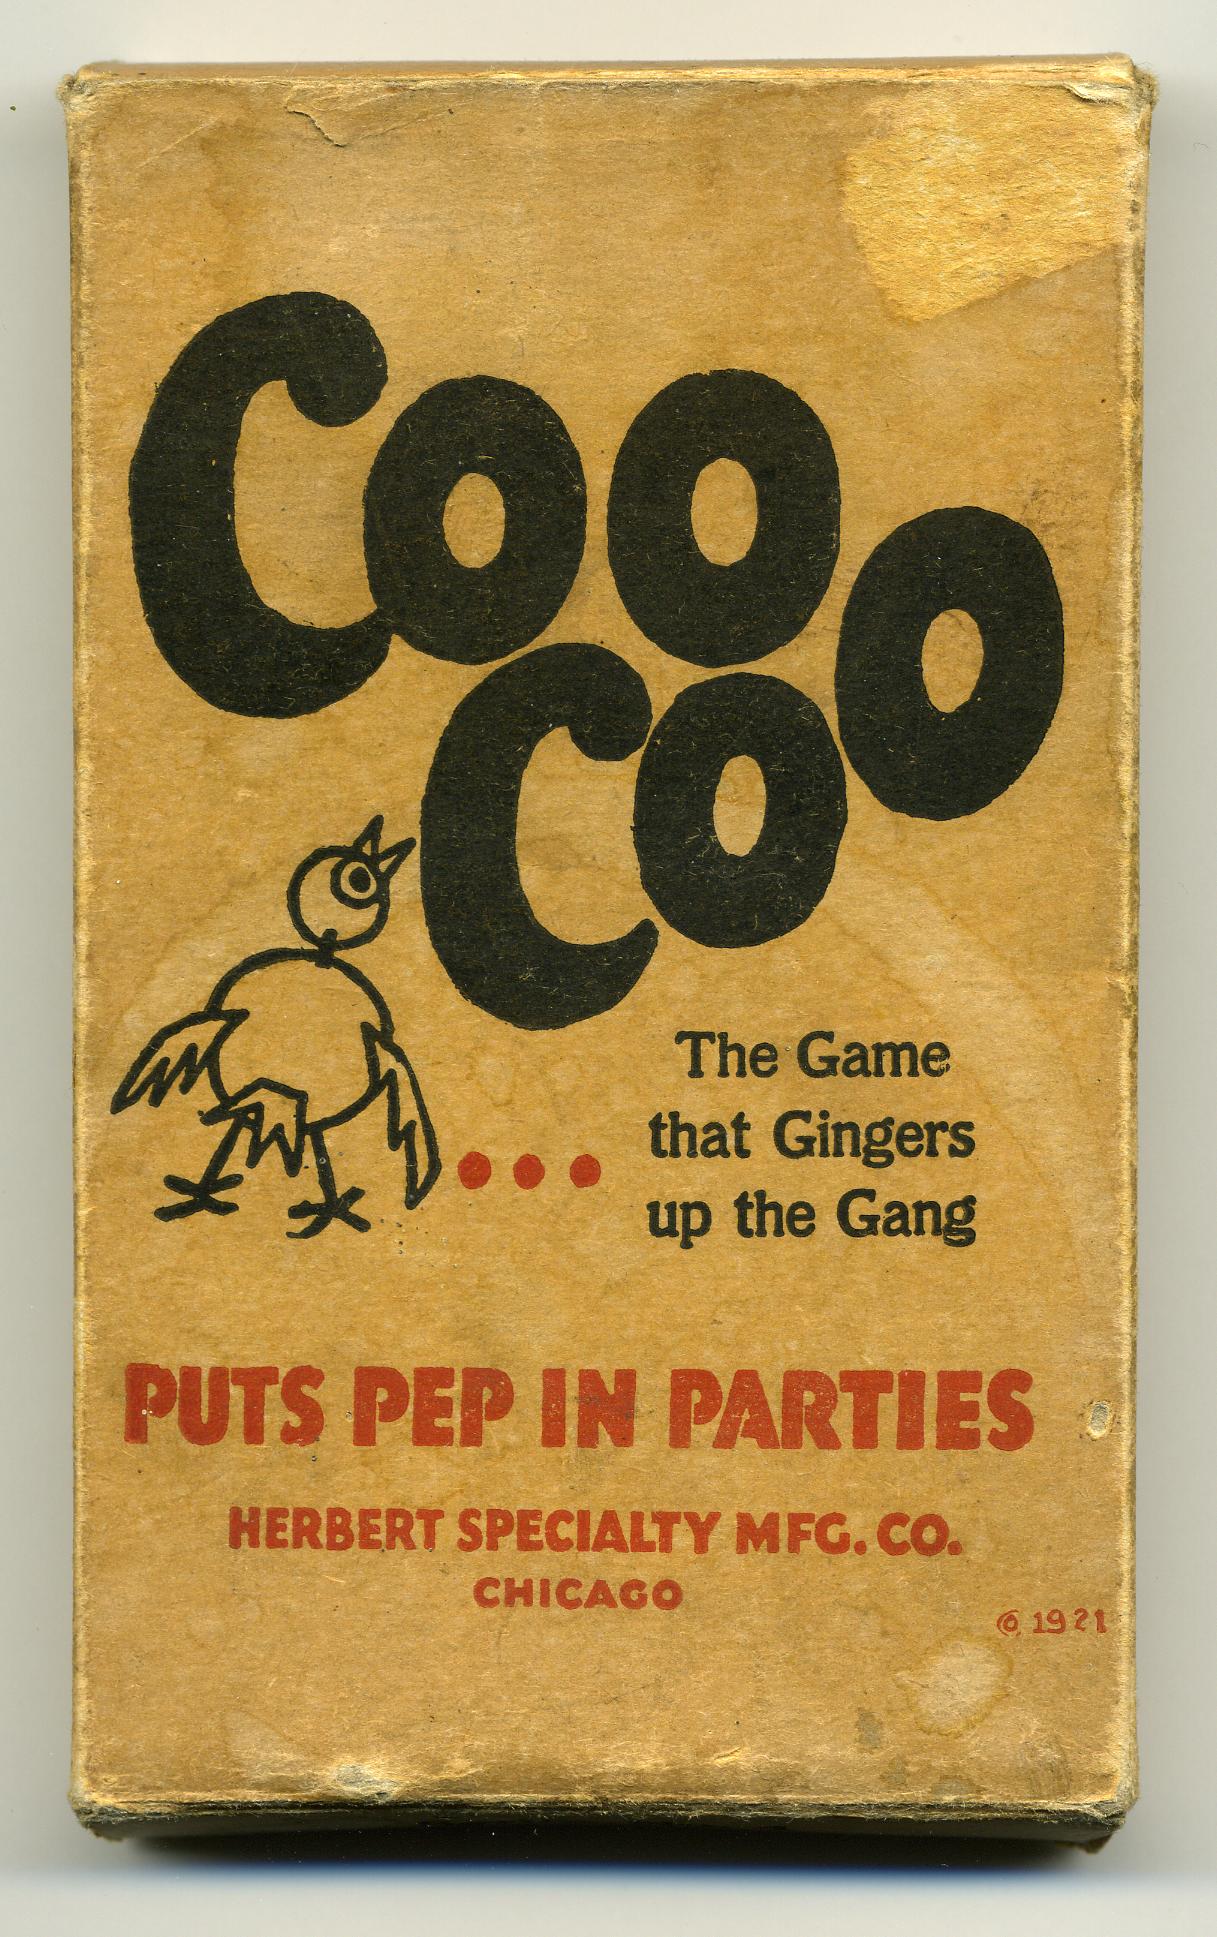 Coo
Coo
The Game
that Gingers
up the Gang
PUTS PEP IN PARTIES
HERBERT SPECIALTY MFG. CO.
CHICAGO
© 1921